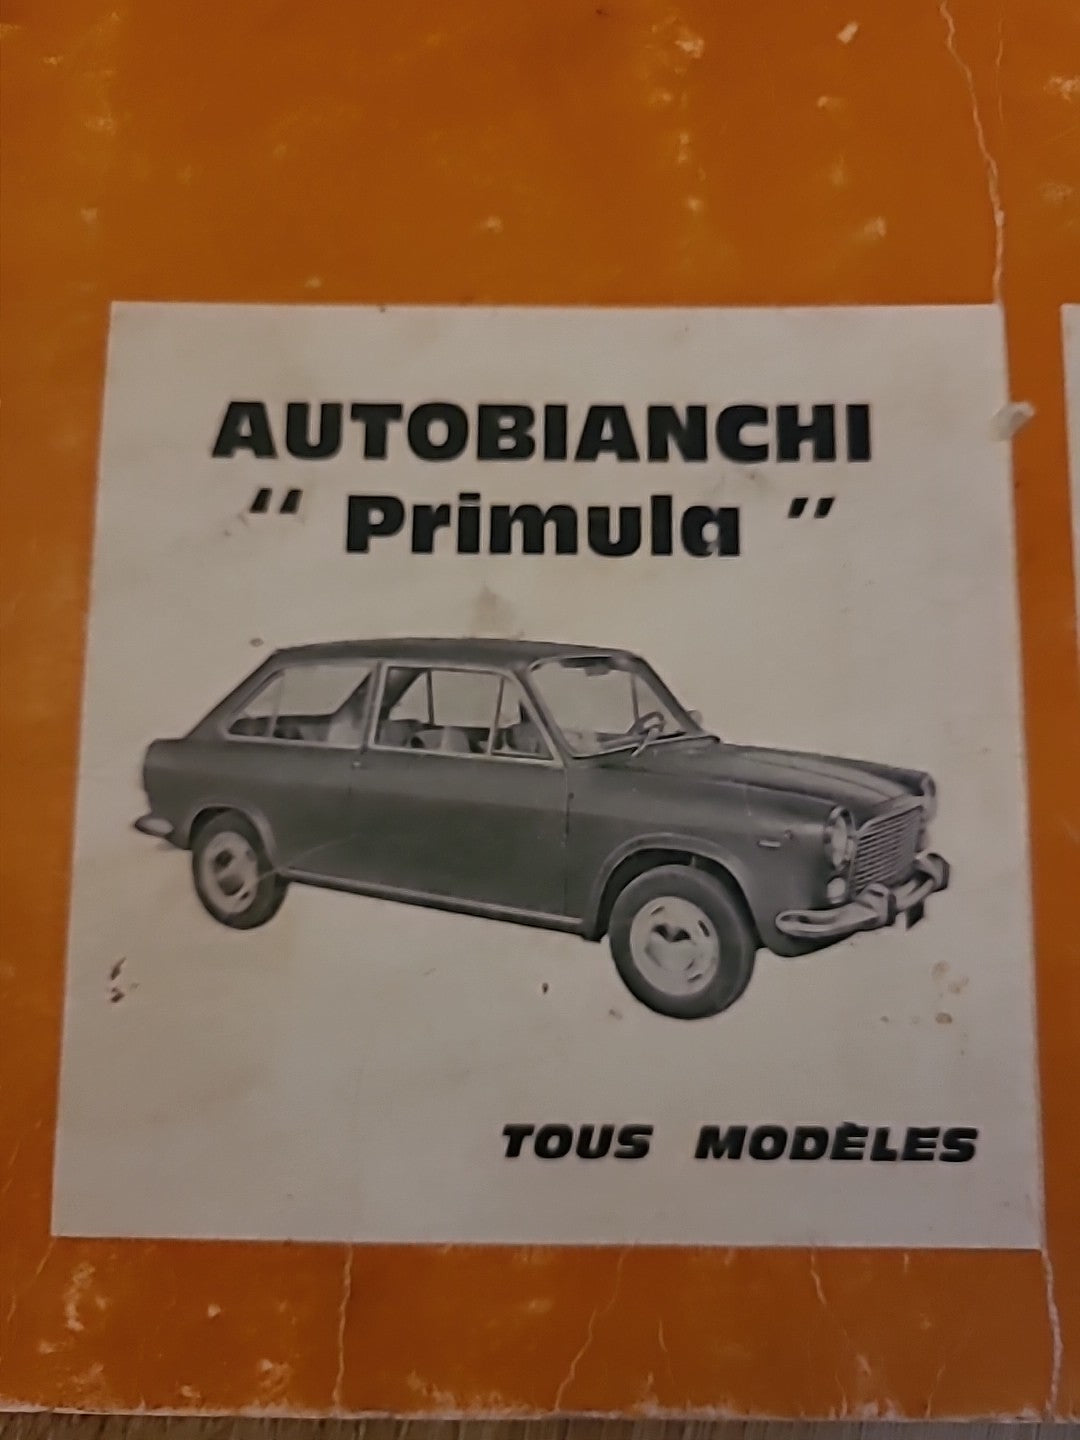 AUTOBIANCHI
“ Primula ”
TOUS MODÈLES